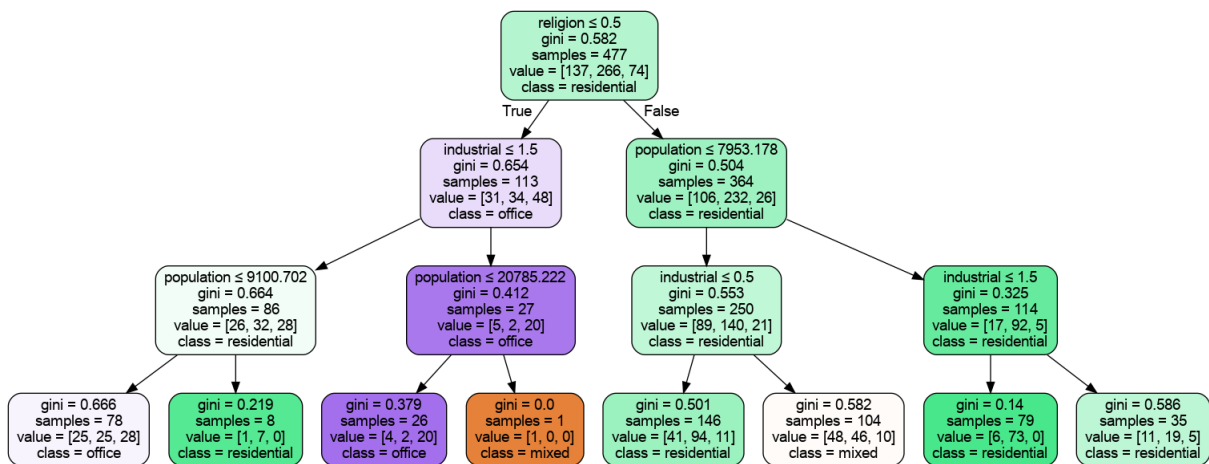 religion ≤ 0.5
gini = 0.582
samples = 477
value = [137, 266, 74]
class = residential
True
False
industrial ≤ 1.5
gini = 0.654
samples = 113
value = [31, 34, 48]
class = office
population ≤ 7953.178
gini = 0.504
samples = 364
value = [106, 232, 26]
class = residential
population ≤ 9100.702
gini = 0.664
samples = 86
value = [26, 32, 28]
class = residential
population ≤ 20785.222
gini = 0.412
samples = 27
value = [5, 2, 20]
class = office
industrial ≤ 0.5
gini = 0.553
samples = 250
value = [89, 140, 21]
class = residential
industrial ≤ 1.5
gini = 0.325
samples = 114
value = [17, 92, 5]
class = residential
gini = 0.666
samples = 78
value = [25, 25, 28]
class = office
gini = 0.219
samples = 8
value = [1, 7, 0]
class = residential
gini = 0.379
samples = 26
value = [4, 2, 20]
class = office
gini = 0.0
samples = 1
value = [1, 0, 0]
class = mixed
gini = 0.501
samples = 146
value = [41, 94, 11]
class = residential
gini = 0.582
samples = 104
value = [48, 46, 10]
class = mixed
gini = 0.14
samples = 79
value = [6, 73, 0]
class = residential
gini = 0.586
samples = 35
value = [11, 19, 5]
class = residential